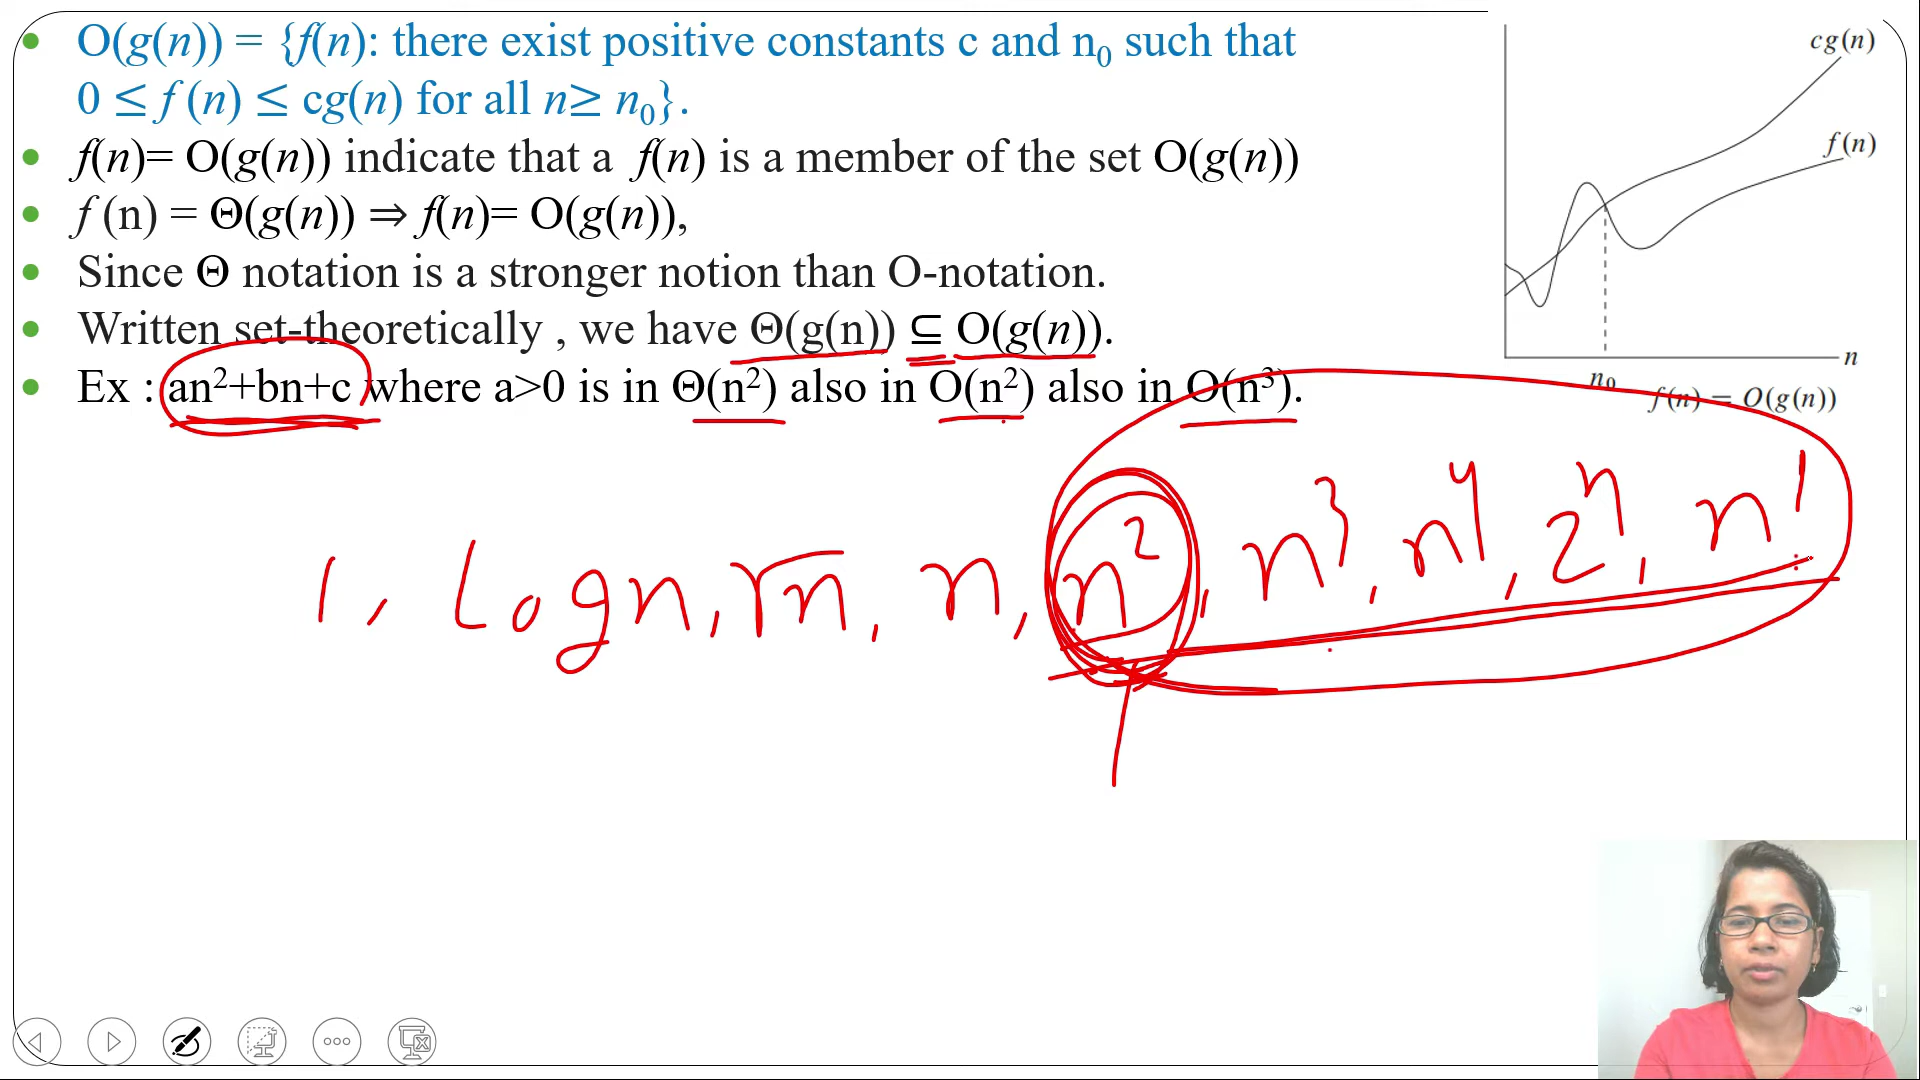 O(g(n)) = {f(n): there exist positive constants c and n₀ such that
0 ≤ f (n) ≤ cg(n) for all n≥ n₀}.
f(n)= O(g(n)) indicate that a f(n) is a member of the set O(g(n))
f (n) = Θ(g(n)) ⇒ f(n)= O(g(n)),
Since Θ notation is a stronger notion than O-notation.
Written set-theoretically , we have Θ(g(n)) ⊆ O(g(n)).
Ex : an²+bn+c where a>0 is in Θ(n²) also in O(n²) also in O(n³).
cg(n)
f(n)
n
n₀
f(n) = O(g(n))
1, Log n, √n, n, n², n³, n⁴, 2ⁿ, n!